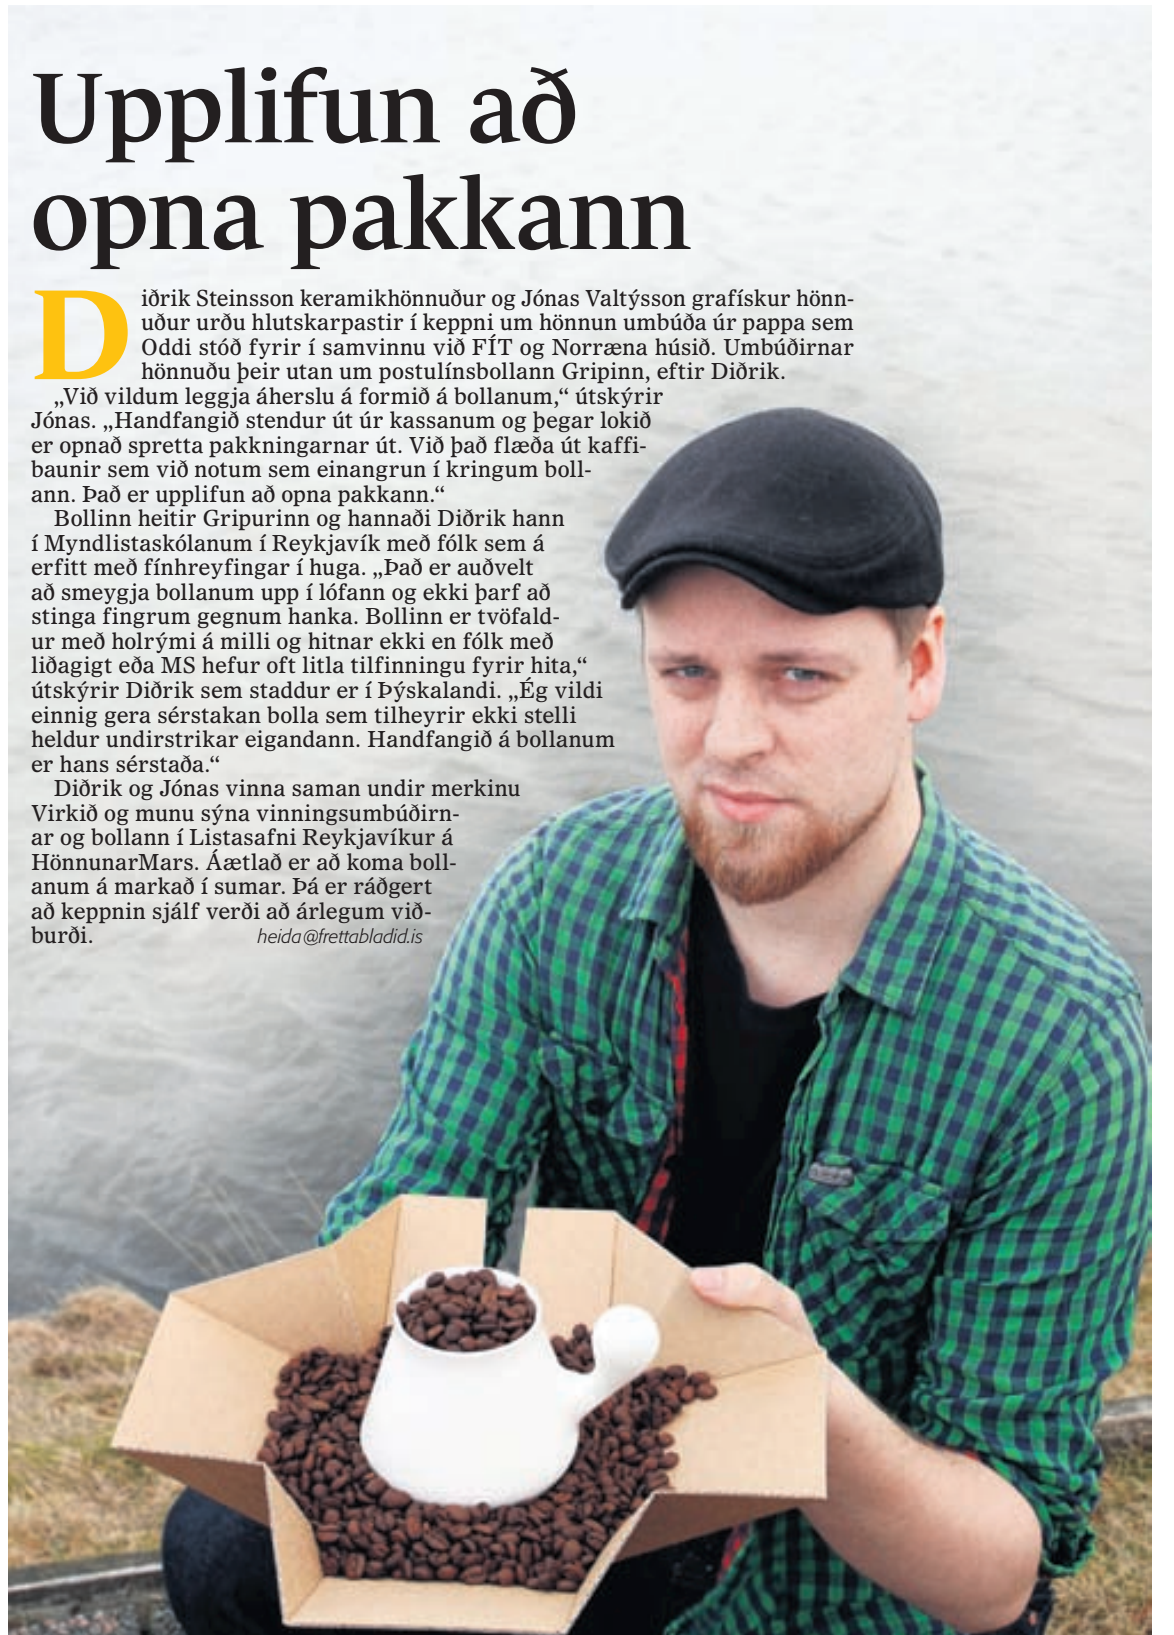 Upplifun að
opna pakkann
Diðrik Steinsson keramikhönnuður og Jónas Valtýsson grafískur hönn-
uður urðu hlutskarpastir í keppni um hönnun umbúða úr pappa sem
Oddi stóð fyrir í samvinnu við FÍT og Norræna húsið. Umbúðirnar
hönnuðu þeir utan um postulínsbollann Gripinn, eftir Diðrik.
„Við vildum leggja áherslu á formið á bollanum,“ útskýrir
Jónas. „Handfangið stendur út úr kassanum og þegar lokið
er opnað spretta pakkningarnar út. Við það flæða út kaffi-
baunir sem við notum sem einangrun í kringum boll-
ann. Það er upplifun að opna pakkann.“
Bollinn heitir Gripurinn og hannaði Diðrik hann
í Myndlistaskólanum í Reykjavík með fólk sem á
erfitt með fínhreyfingar í huga. „Það er auðvelt
að smeygja bollanum upp í lófann og ekki þarf að
stinga fingrum gegnum hanka. Bollinn er tvöfald-
ur með holrými á milli og hitnar ekki en fólk með
liðagigt eða MS hefur oft litla tilfinningu fyrir hita,“
útskýrir Diðrik sem staddur er í Þýskalandi. „Ég vildi
einnig gera sérstakan bolla sem tilheyrir ekki stelli
heldur undirstrikar eigandann. Handfangið á bollanum
er hans sérstaða.“
Diðrik og Jónas vinna saman undir merkinu
Virkið og munu sýna vinningsumbúðirn-
ar og bollann í Listasafni Reykjavíkur á
HönnunarMars. Áætlað er að koma boll-
anum á markað í sumar. Þá er ráðgert
að keppnin sjálf verði að árlegum við-
burði. heida@frettabladid.is